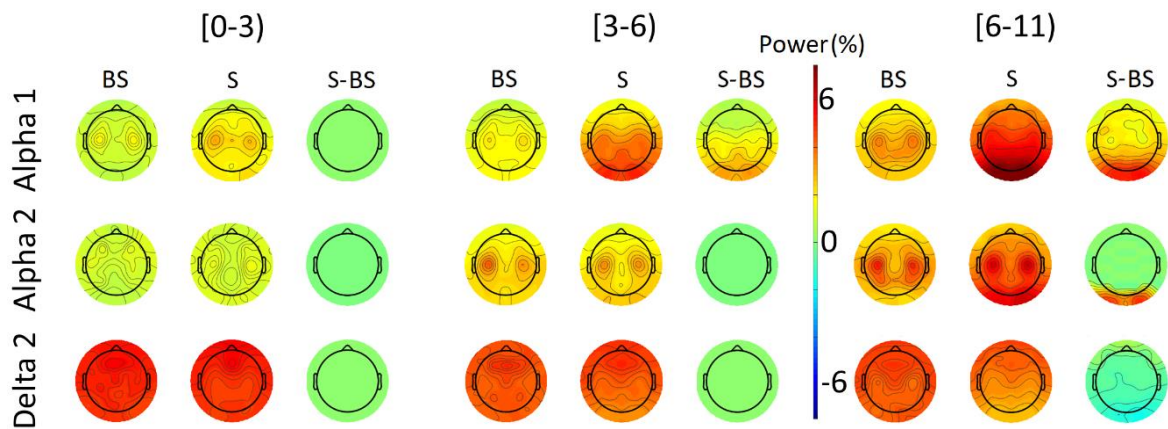 [0-3) [3-6) [6-11)
Power(%)
BS S S-BS BS S S-BS BS S S-BS
6
Alpha 1
0
Alpha 2
-6
Delta 2